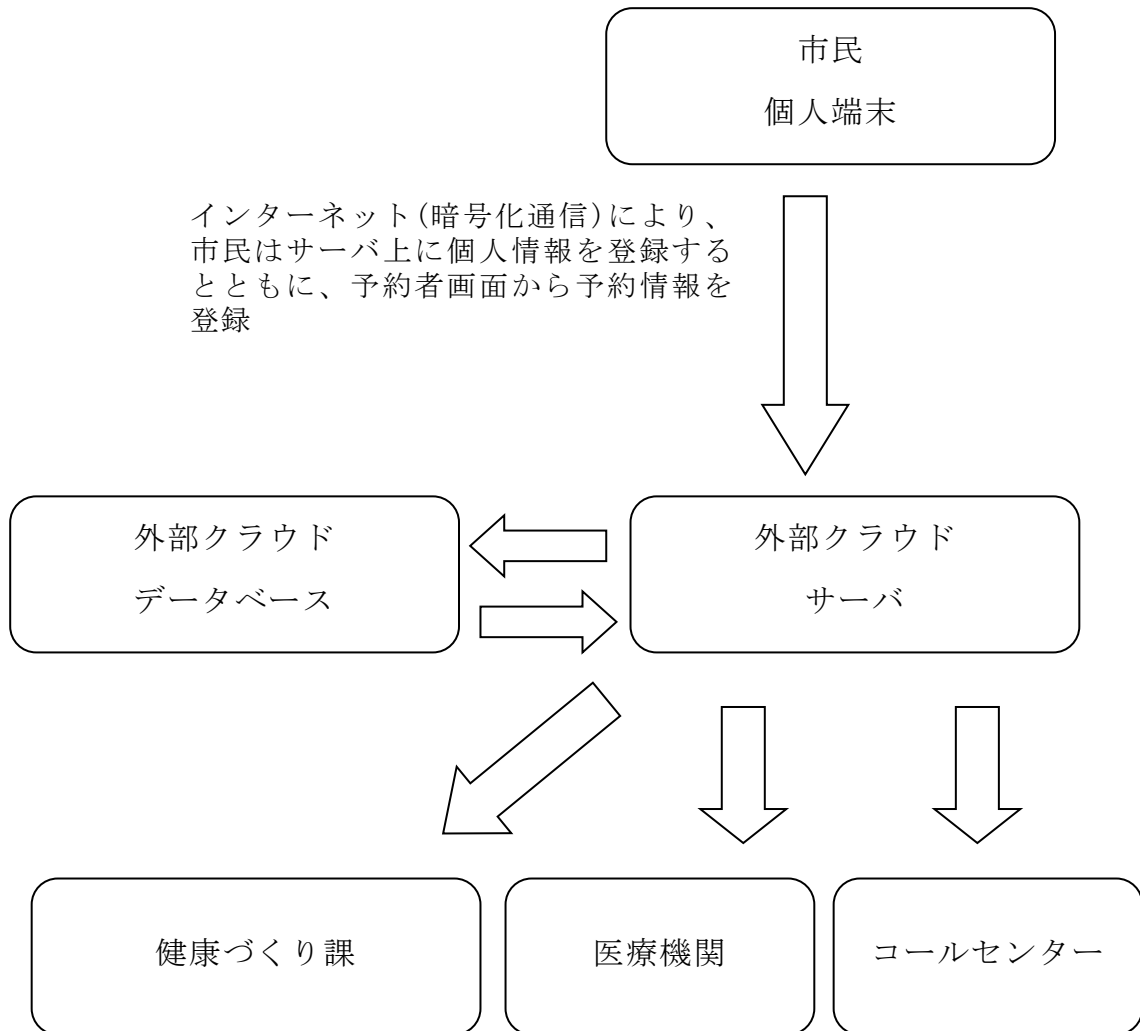 市民
個人端末
インターネット(暗号化通信)により、
市民はサーバ上に個人情報を登録する
とともに、予約者画面から予約情報を
登録
外部クラウド
データベース
外部クラウド
サーバ
健康づくり課
医療機関
コールセンター